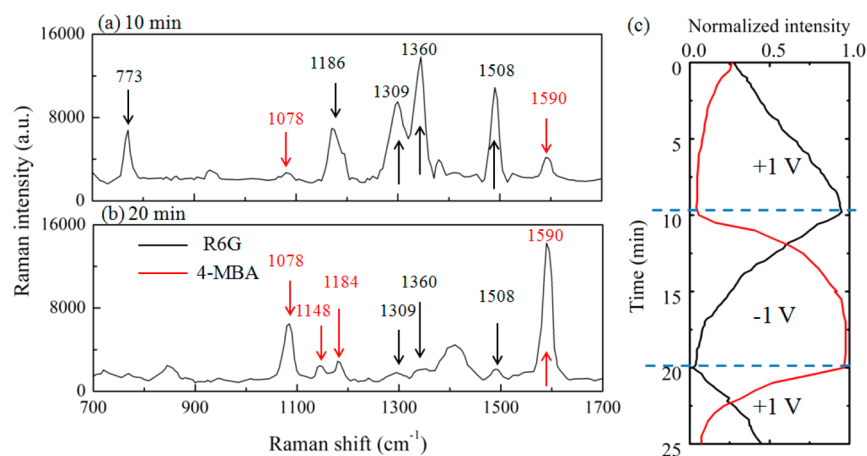 (a) 10 min
16000
8000
0
773
1078
1186
1309
1360
1508
1590
(b) 20 min
16000
8000
0
R6G
4-MBA
1078
1148
1184
1309
1360
1508
1590
700 900 1100 1300 1500 1700
Raman shift (cm⁻¹)
Raman intensity (a.u.)
(c)
Normalized intensity
0.0 0.5 1.0
0
5
10
15
20
25
Time (min)
+1 V
-1 V
+1 V